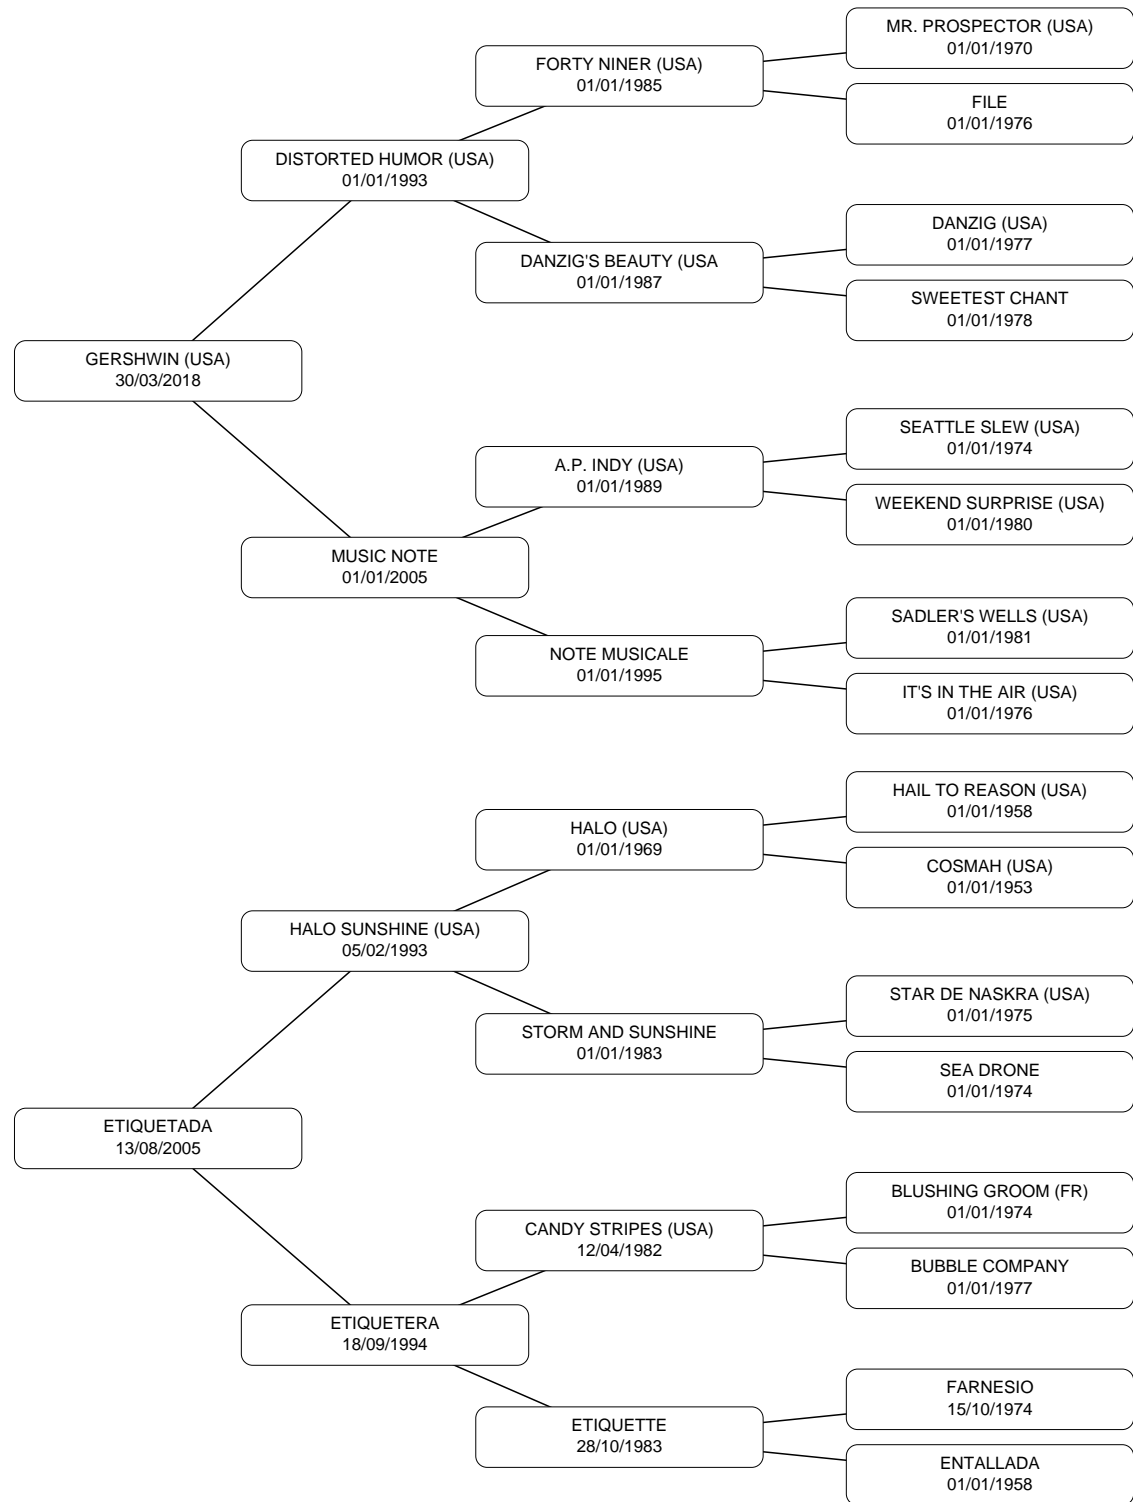 MR. PROSPECTOR (USA)
01/01/1970
FORTY NINER (USA)
01/01/1985
FILE
01/01/1976
DISTORTED HUMOR (USA)
01/01/1993
DANZIG (USA)
01/01/1977
DANZIG'S BEAUTY (USA
01/01/1987
SWEETEST CHANT
01/01/1978
GERSHWIN (USA)
30/03/2018
SEATTLE SLEW (USA)
01/01/1974
A.P. INDY (USA)
01/01/1989
WEEKEND SURPRISE (USA)
01/01/1980
MUSIC NOTE
01/01/2005
SADLER'S WELLS (USA)
01/01/1981
NOTE MUSICALE
01/01/1995
IT'S IN THE AIR (USA)
01/01/1976
HAIL TO REASON (USA)
01/01/1958
HALO (USA)
01/01/1969
COSMAH (USA)
01/01/1953
HALO SUNSHINE (USA)
05/02/1993
STAR DE NASKRA (USA)
01/01/1975
STORM AND SUNSHINE
01/01/1983
SEA DRONE
01/01/1974
ETIQUETADA
13/08/2005
BLUSHING GROOM (FR)
01/01/1974
CANDY STRIPES (USA)
12/04/1982
BUBBLE COMPANY
01/01/1977
ETIQUETERA
18/09/1994
FARNESIO
15/10/1974
ETIQUETTE
28/10/1983
ENTALLADA
01/01/1958